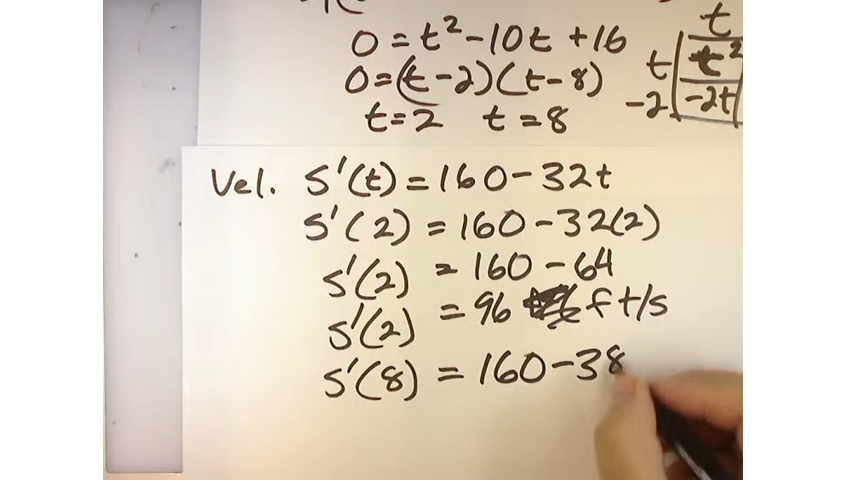 t
0 = t² - 10t + 16
t t²
0 = (t - 2)(t - 8)
-2 -2t
t = 2 t = 8
Vel. S'(t) = 160 - 32t
S'(2) = 160 - 32(2)
S'(2) = 160 - 64
S'(2) = 96 ft/s
S'(8) = 160 - 38